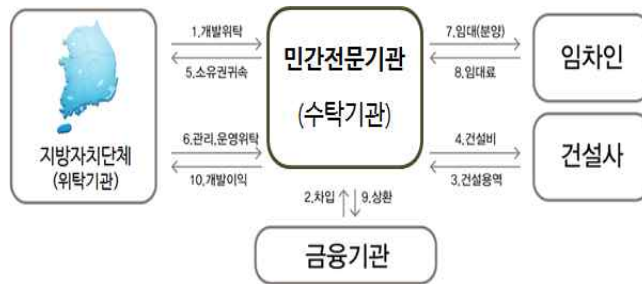 1.개발위탁
5.소유권귀속
6.관리,운영위탁
10.개발이익
지방자치단체
(위탁기관)
민간전문기관
(수탁기관)
7.임대(분양)
8.임대료
4.건설비
3.건설용역
임차인
건설사
2.차입
9.상환
금융기관